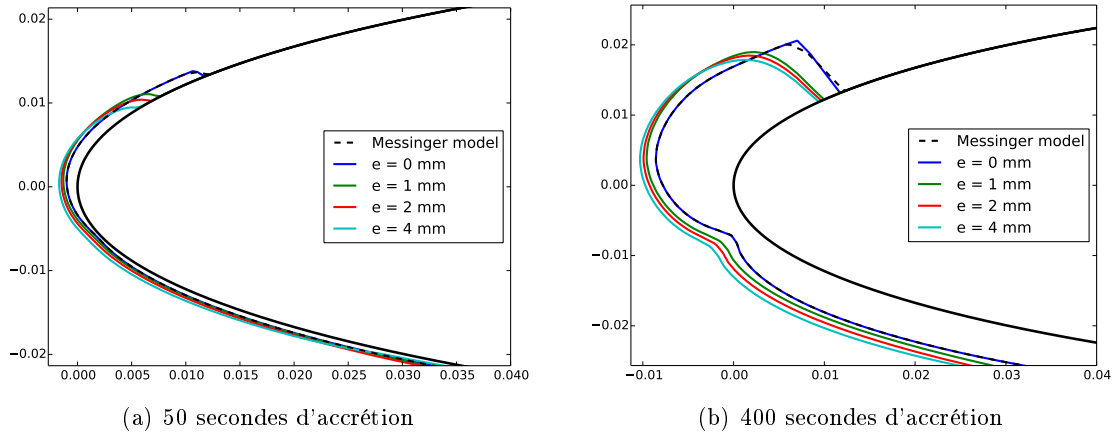 0.02
0.01
0.00
−0.01
−0.02
0.000 0.005 0.010 0.015 0.020 0.025 0.030 0.035 0.040
Messinger model
e = 0 mm
e = 1 mm
e = 2 mm
e = 4 mm
(a) 50 secondes d'accrétion
0.02
0.01
0.00
−0.01
−0.02
−0.01 0.00 0.01 0.02 0.03 0.04
Messinger model
e = 0 mm
e = 1 mm
e = 2 mm
e = 4 mm
(b) 400 secondes d'accrétion